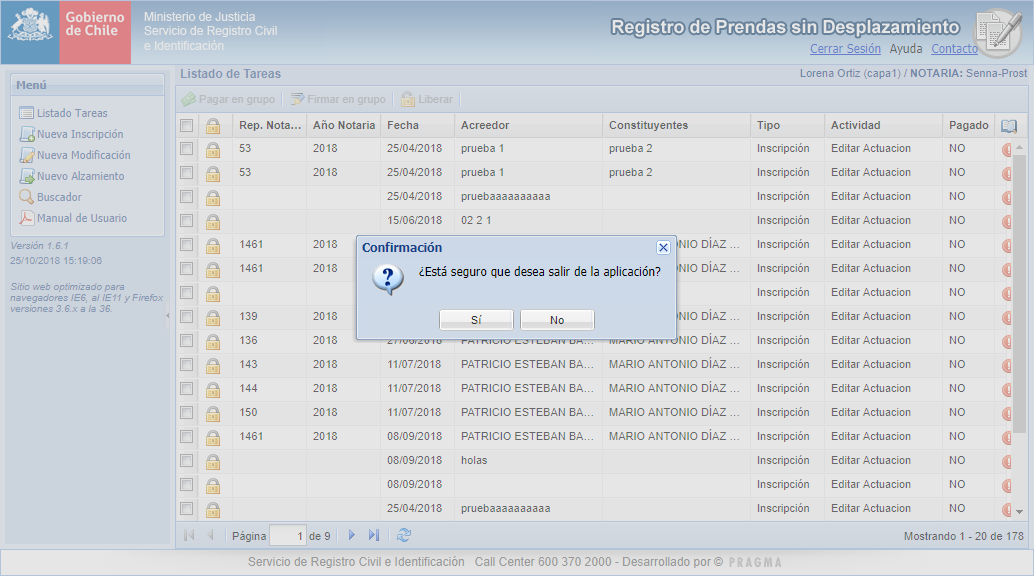 Gobierno
de Chile
Ministerio de Justicia
Servicio de Registro Civil
e Identificación
Registro de Prendas sin Desplazamiento
Cerrar Sesión Ayuda Contacto
Menú
Listado Tareas
Nueva Inscripción
Nueva Modificación
Nuevo Alzamiento
Buscador
Manual de Usuario
Versión 1.6.1
25/10/2018 15:19:06
Sitio web optimizado para
navegadores IE6, al IE11 y Firefox
versiones 3.6.x a la 36.
Listado de Tareas
Lorena Ortiz (capa1) / NOTARIA: Senna-Prost
Pagar en grupo Firmar en grupo Liberar
Rep. Nota... Año Notaria Fecha Acreedor Constituyentes Tipo Actividad Pagado
53 2018 25/04/2018 prueba 1 prueba 2 Inscripción Editar Actuacion NO
53 2018 25/04/2018 prueba 1 prueba 2 Inscripción Editar Actuacion NO
25/04/2018 pruebaaaaaaaaaa Inscripción Editar Actuacion NO
15/06/2018 02 2 1 Inscripción Editar Actuacion NO
1461 2018 NIO DÍAZ ... Inscripción Editar Actuacion NO
1461 2018 NIO DÍAZ ... Inscripción Editar Actuacion NO
Inscripción Editar Actuacion NO
139 2018 NIO DÍAZ ... Inscripción Editar Actuacion NO
136 2018 27/06/2018 PATRICIO ESTEBAN BA... MARIO ANTONIO DÍAZ ... Inscripción Editar Actuacion NO
143 2018 11/07/2018 PATRICIO ESTEBAN BA... MARIO ANTONIO DÍAZ ... Inscripción Editar Actuacion NO
144 2018 11/07/2018 PATRICIO ESTEBAN BA... MARIO ANTONIO DÍAZ ... Inscripción Editar Actuacion NO
150 2018 11/07/2018 PATRICIO ESTEBAN BA... MARIO ANTONIO DÍAZ ... Inscripción Editar Actuacion NO
1461 2018 08/09/2018 PATRICIO ESTEBAN BA... MARIO ANTONIO DÍAZ ... Inscripción Editar Actuacion NO
08/09/2018 holas Inscripción Editar Actuacion NO
08/09/2018 Inscripción Editar Actuacion NO
25/04/2018 pruebaaaaaaaaaa Inscripción Editar Actuacion NO
Confirmación
¿Está seguro que desea salir de la aplicación?
Sí No
Página 1 de 9
Mostrando 1 - 20 de 178
Servicio de Registro Civil e Identificación Call Center 600 370 2000 - Desarrollado por © PRAGMA